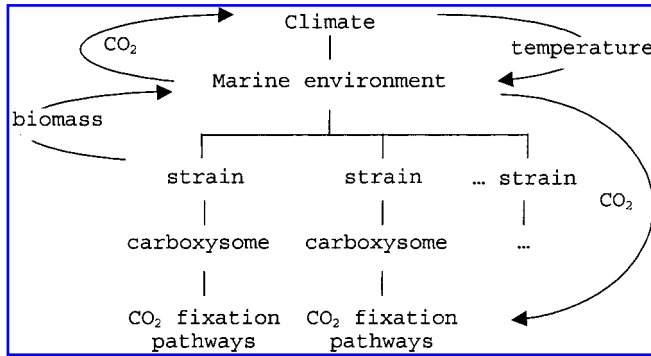 Climate
CO₂
temperature
Marine environment
biomass
strain strain ... strain
CO₂
carboxysome carboxysome ...
CO₂ fixation CO₂ fixation
pathways pathways